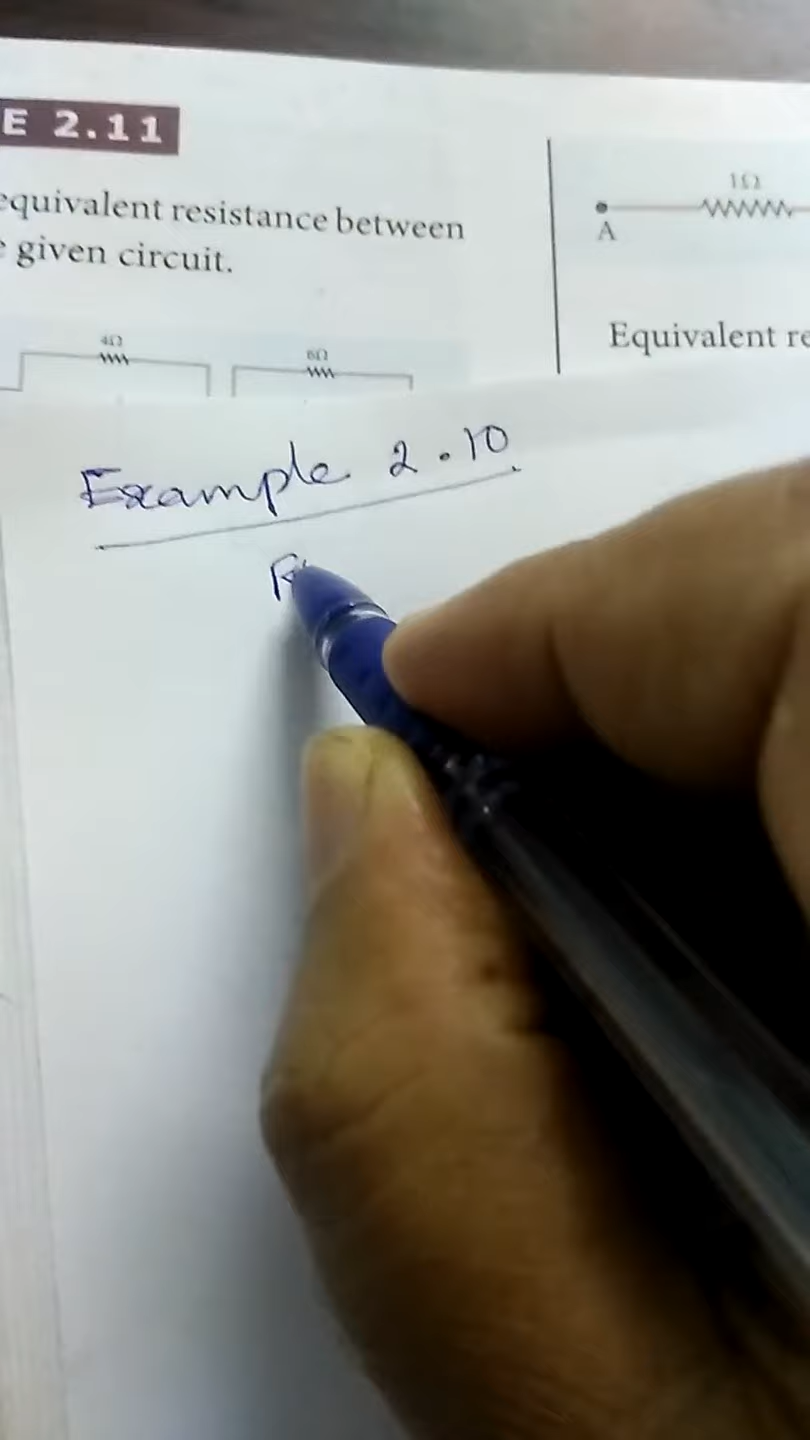 E 2.11
equivalent resistance between
given circuit.
4Ω
6Ω
1Ω
A
Equivalent re
Example 2.10
R